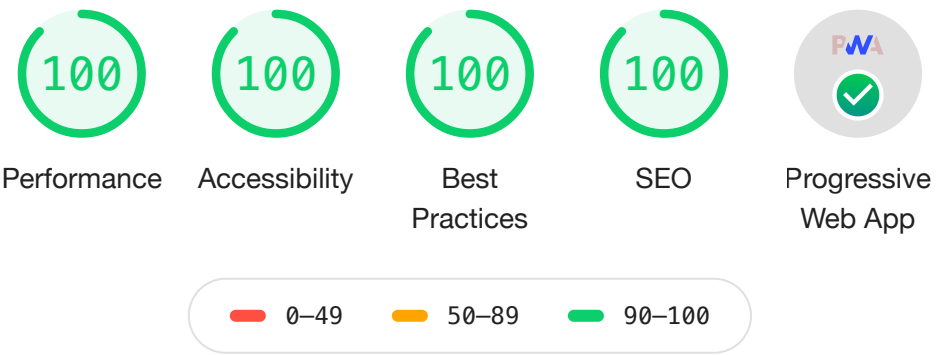 100 100 100 100 PWA
Performance Accessibility Best Practices SEO Progressive Web App
0–49 50–89 90–100